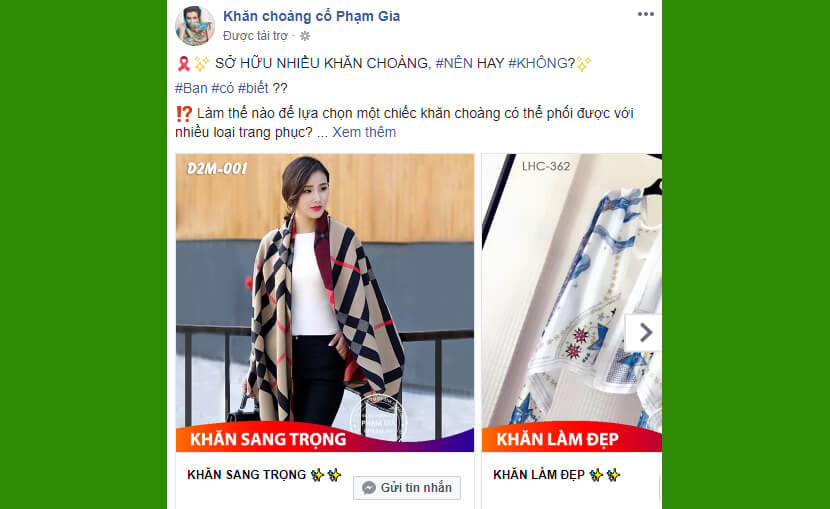 Khăn choàng cổ Phạm Gia
Được tài trợ ·
🎗✨ SỞ HỮU NHIỀU KHĂN CHOÀNG, #NÊN HAY #KHÔNG?✨
#Bạn #có #biết ??
⁉ Làm thế nào để lựa chọn một chiếc khăn choàng có thể phối được với
nhiều loại trang phục? ... Xem thêm
D2M-001
LHC-362
PHẠM GIA
KHĂN SANG TRỌNG
KHĂN LÀM ĐẸP
KHĂN SANG TRỌNG ✨✨
Gửi tin nhắn
KHĂN LÀM ĐẸP ✨✨